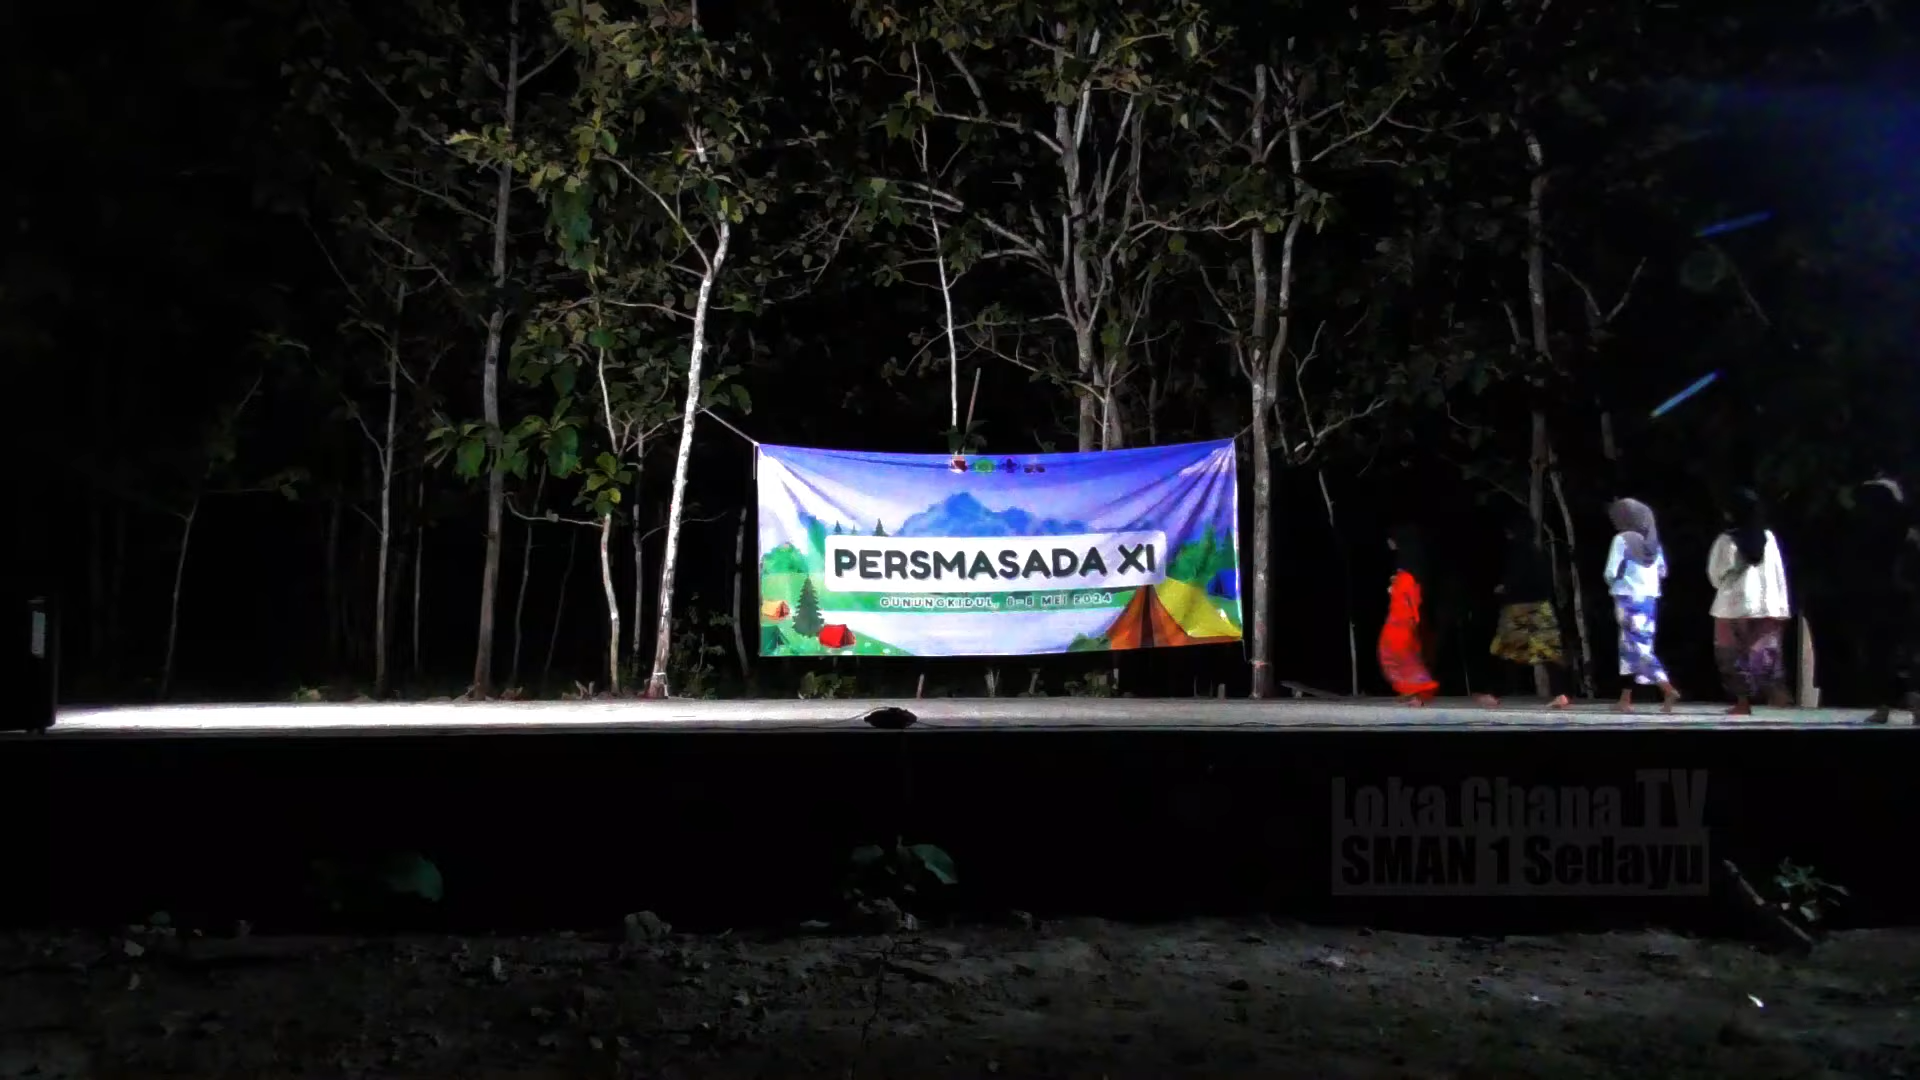 PERSMASADA XI
GUNUNGKIDUL, 6-8 MEI 2024
Loka Ghana TV
SMAN 1 Sedayu